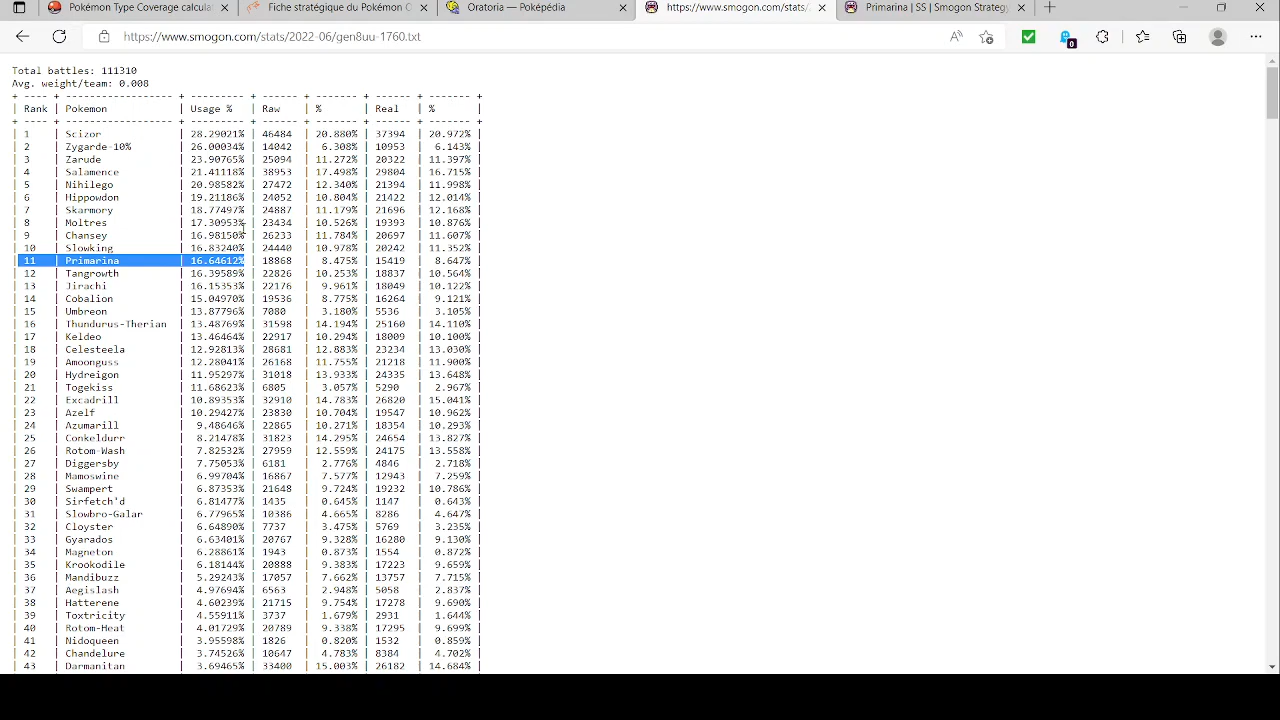 Pokémon Type Coverage calcula
Fiche stratégique du Pokémon O
Oratoria — Poképédia
https://www.smogon.com/stats/
Primarina | SS | Smogon Strategy
https://www.smogon.com/stats/2022-06/gen8uu-1760.txt
0
Total battles: 111310
Avg. weight/team: 0.008
+ ---- + ------------------ + --------- + ------ + ------- + ------ + ------- +
| Rank | Pokemon | Usage % | Raw | % | Real | % |
+ ---- + ------------------ + --------- + ------ + ------- + ------ + ------- +
| 1 | Scizor | 28.29021% | 46484 | 20.880% | 37394 | 20.972% |
| 2 | Zygarde-10% | 26.00034% | 14042 | 6.308% | 10953 | 6.143% |
| 3 | Zarude | 23.90765% | 25094 | 11.272% | 20322 | 11.397% |
| 4 | Salamence | 21.41118% | 38953 | 17.498% | 29804 | 16.715% |
| 5 | Nihilego | 20.98582% | 27472 | 12.340% | 21394 | 11.998% |
| 6 | Hippowdon | 19.21186% | 24052 | 10.804% | 21422 | 12.014% |
| 7 | Skarmory | 18.77497% | 24887 | 11.179% | 21696 | 12.168% |
| 8 | Moltres | 17.30953% | 23434 | 10.526% | 19393 | 10.876% |
| 9 | Chansey | 16.98150% | 26233 | 11.784% | 20697 | 11.607% |
| 10 | Slowking | 16.83240% | 24440 | 10.978% | 20242 | 11.352% |
| 11 | Primarina | 16.64612% | 18868 | 8.475% | 15419 | 8.647% |
| 12 | Tangrowth | 16.39589% | 22826 | 10.253% | 18837 | 10.564% |
| 13 | Jirachi | 16.15353% | 22176 | 9.961% | 18049 | 10.122% |
| 14 | Cobalion | 15.04970% | 19536 | 8.775% | 16264 | 9.121% |
| 15 | Umbreon | 13.87796% | 7080 | 3.180% | 5536 | 3.105% |
| 16 | Thundurus-Therian | 13.48769% | 31598 | 14.194% | 25160 | 14.110% |
| 17 | Keldeo | 13.46464% | 22917 | 10.294% | 18009 | 10.100% |
| 18 | Celesteela | 12.92813% | 28681 | 12.883% | 23234 | 13.030% |
| 19 | Amoonguss | 12.28041% | 26168 | 11.755% | 21218 | 11.900% |
| 20 | Hydreigon | 11.95297% | 31018 | 13.933% | 24335 | 13.648% |
| 21 | Togekiss | 11.68623% | 6805 | 3.057% | 5290 | 2.967% |
| 22 | Excadrill | 10.89353% | 32910 | 14.783% | 26820 | 15.041% |
| 23 | Azelf | 10.29427% | 23830 | 10.704% | 19547 | 10.962% |
| 24 | Azumarill | 9.48646% | 22865 | 10.271% | 18354 | 10.293% |
| 25 | Conkeldurr | 8.21478% | 31823 | 14.295% | 24654 | 13.827% |
| 26 | Rotom-Wash | 7.82532% | 27959 | 12.559% | 24175 | 13.558% |
| 27 | Diggersby | 7.75053% | 6181 | 2.776% | 4846 | 2.718% |
| 28 | Mamoswine | 6.99704% | 16867 | 7.577% | 12943 | 7.259% |
| 29 | Swampert | 6.87353% | 21648 | 9.724% | 19232 | 10.786% |
| 30 | Sirfetch'd | 6.81477% | 1435 | 0.645% | 1147 | 0.643% |
| 31 | Slowbro-Galar | 6.77965% | 10386 | 4.665% | 8286 | 4.647% |
| 32 | Cloyster | 6.64890% | 7737 | 3.475% | 5769 | 3.235% |
| 33 | Gyarados | 6.63401% | 20767 | 9.328% | 16280 | 9.130% |
| 34 | Magneton | 6.28861% | 1943 | 0.873% | 1554 | 0.872% |
| 35 | Krookodile | 6.18144% | 20888 | 9.383% | 17223 | 9.659% |
| 36 | Mandibuzz | 5.29243% | 17057 | 7.662% | 13757 | 7.715% |
| 37 | Aegislash | 4.97694% | 6563 | 2.948% | 5058 | 2.837% |
| 38 | Hatterene | 4.60239% | 21715 | 9.754% | 17278 | 9.690% |
| 39 | Toxtricity | 4.55911% | 3737 | 1.679% | 2931 | 1.644% |
| 40 | Rotom-Heat | 4.01729% | 20789 | 9.338% | 17295 | 9.699% |
| 41 | Nidoqueen | 3.95598% | 1826 | 0.820% | 1532 | 0.859% |
| 42 | Chandelure | 3.74526% | 10647 | 4.783% | 8384 | 4.702% |
| 43 | Darmanitan | 3.69465% | 33400 | 15.003% | 26182 | 14.684% |